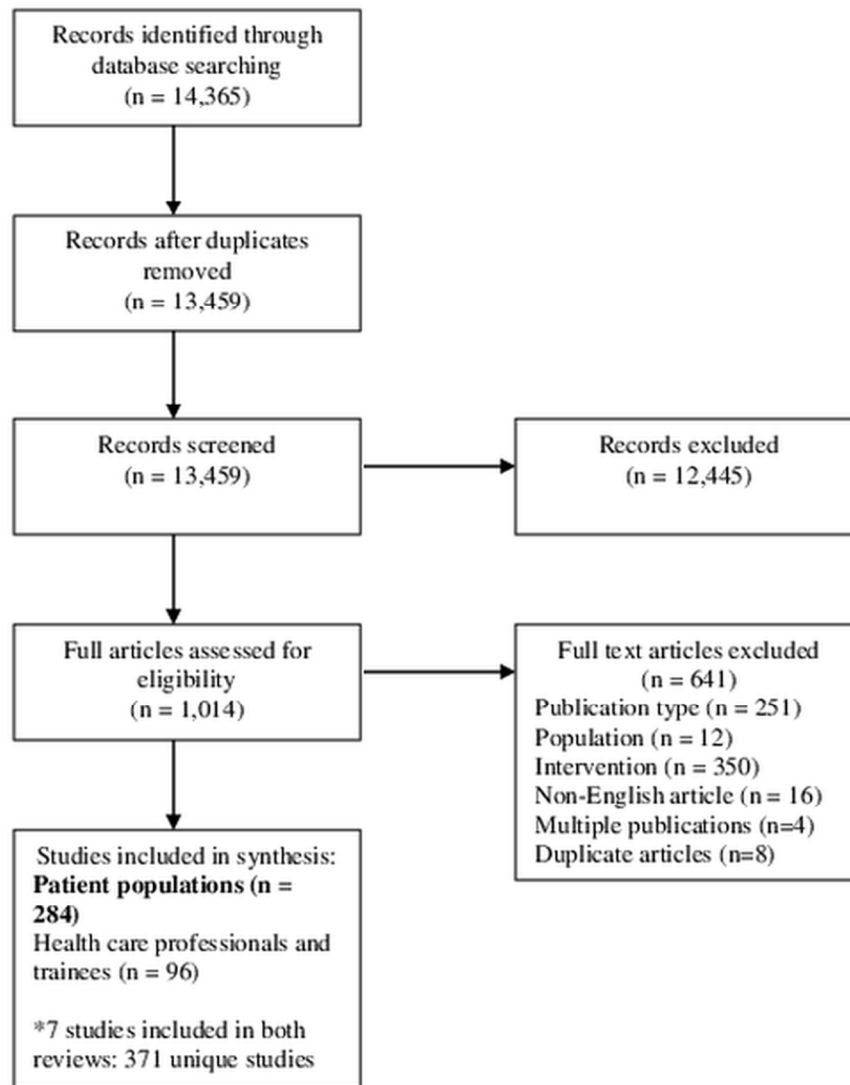 Records identified through
database searching
(n = 14,365)
Records after duplicates
removed
(n = 13,459)
Records screened
(n = 13,459)
Records excluded
(n = 12,445)
Full articles assessed for
eligibility
(n = 1,014)
Full text articles excluded
(n = 641)
Publication type (n = 251)
Population (n = 12)
Intervention (n = 350)
Non-English article (n = 16)
Multiple publications (n=4)
Duplicate articles (n=8)
Studies included in synthesis:
Patient populations (n =
284)
Health care professionals and
trainees (n = 96)
*7 studies included in both
reviews: 371 unique studies